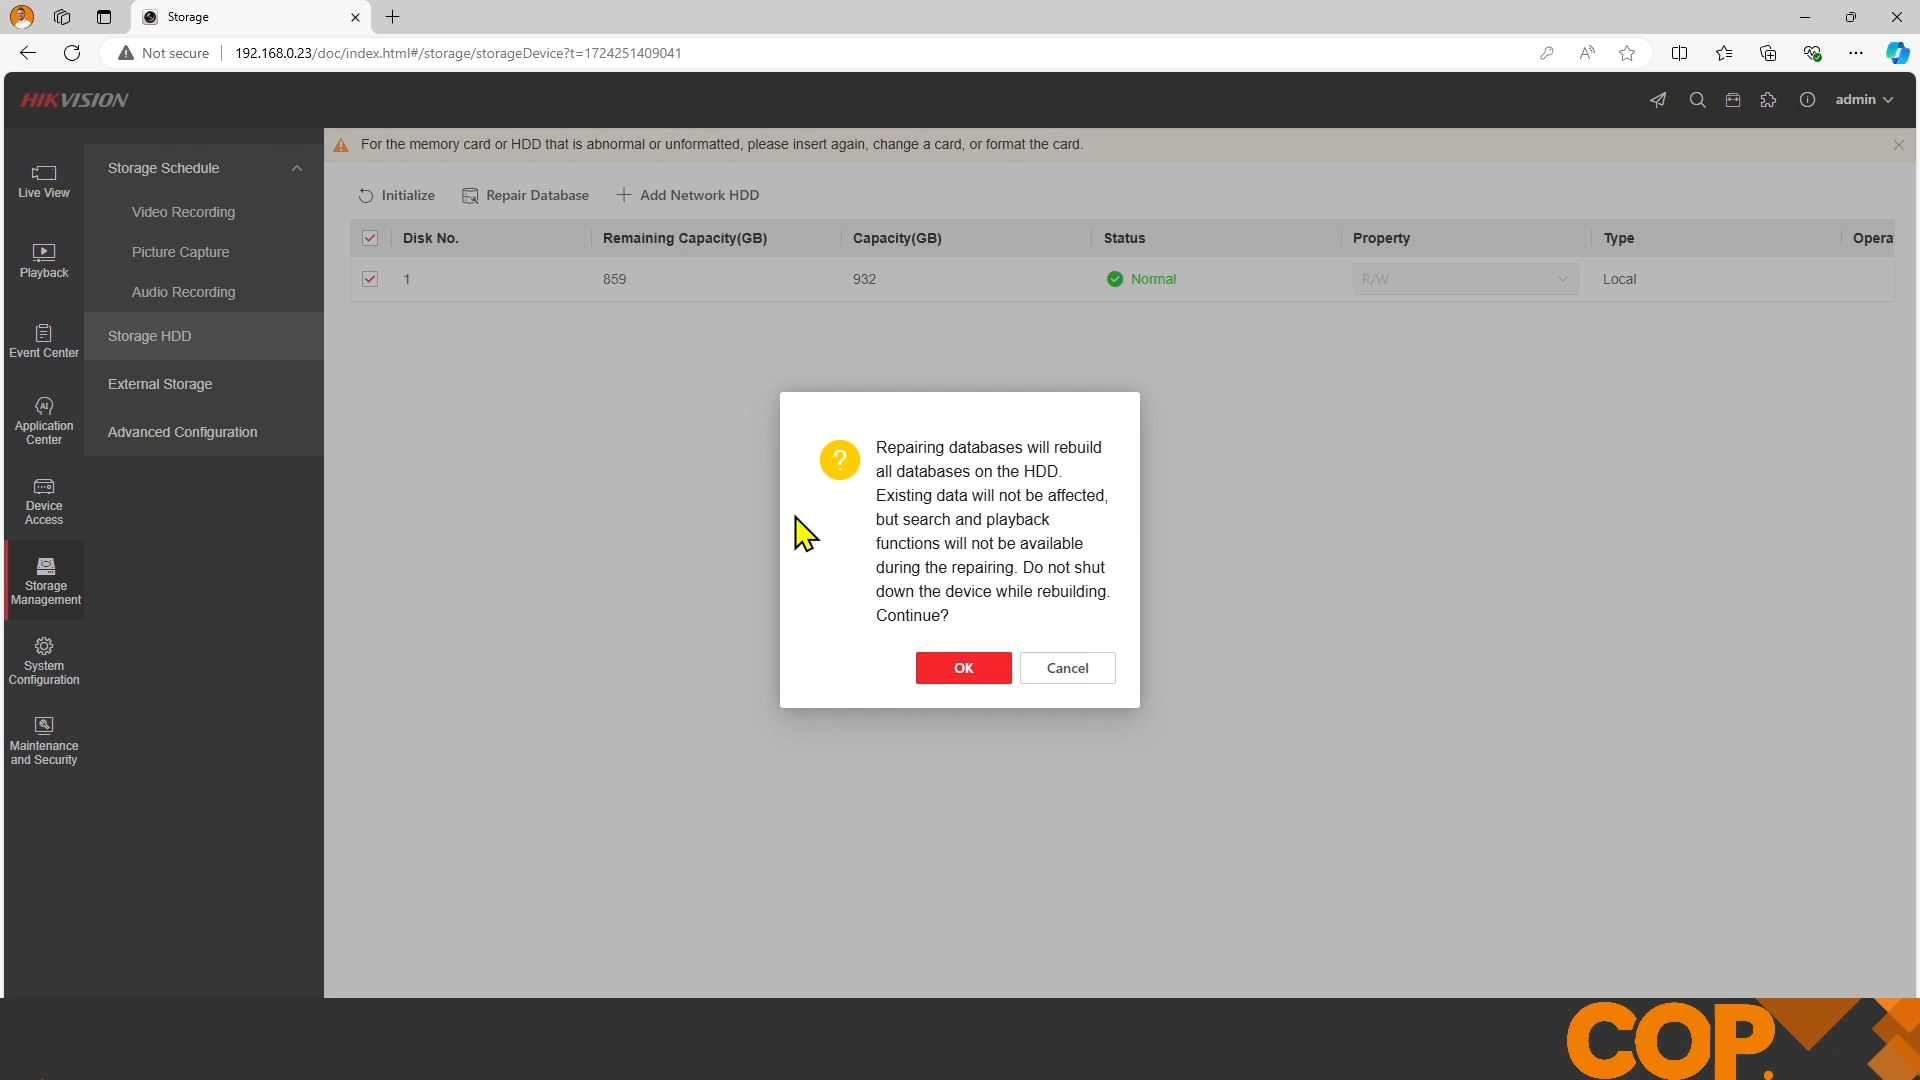 Storage
Not secure
192.168.0.23/doc/index.html#/storage/storageDevice?t=1724251409041
HIKVISION
admin
For the memory card or HDD that is abnormal or unformatted, please insert again, change a card, or format the card.
Live View
Playback
Event Center
AI
Application
Center
Device
Access
Storage
Management
System
Configuration
Maintenance
and Security
Storage Schedule
Video Recording
Picture Capture
Audio Recording
Storage HDD
External Storage
Advanced Configuration
Initialize Repair Database Add Network HDD
Disk No. Remaining Capacity(GB) Capacity(GB) Status Property Type Opera
1 859 932 Normal R/W Local
?
Repairing databases will rebuild
all databases on the HDD.
Existing data will not be affected,
but search and playback
functions will not be available
during the repairing. Do not shut
down the device while rebuilding.
Continue?
OK Cancel
COP.